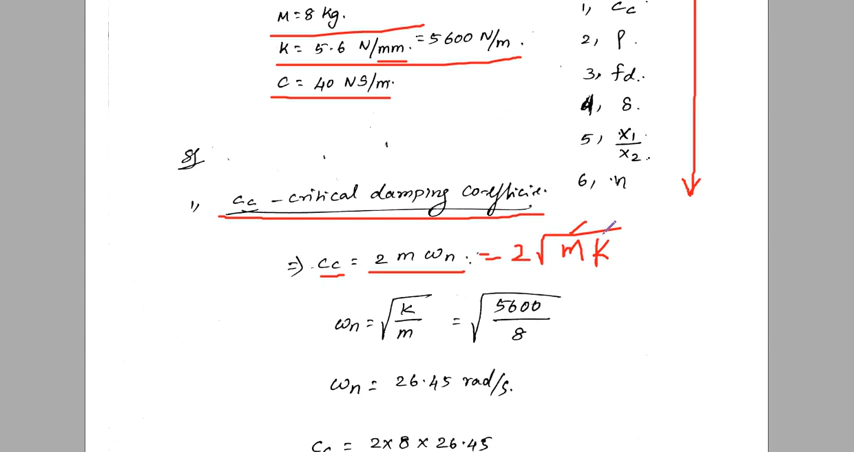 M = 8 Kg.
K = 5.6 N/mm. = 5600 N/m.
C = 40 NS/m.
1, Cc
2, ρ.
3, fd.
4, δ.
5, x1/x2.
6, n
Sol
1, Cc - critical damping co-efficie.
⇒ Cc = 2 m ωn. = 2√mK
ωn = √k/m = √5600/8
ωn = 26.45 rad/s.
Cc = 2 x 8 x 26.45